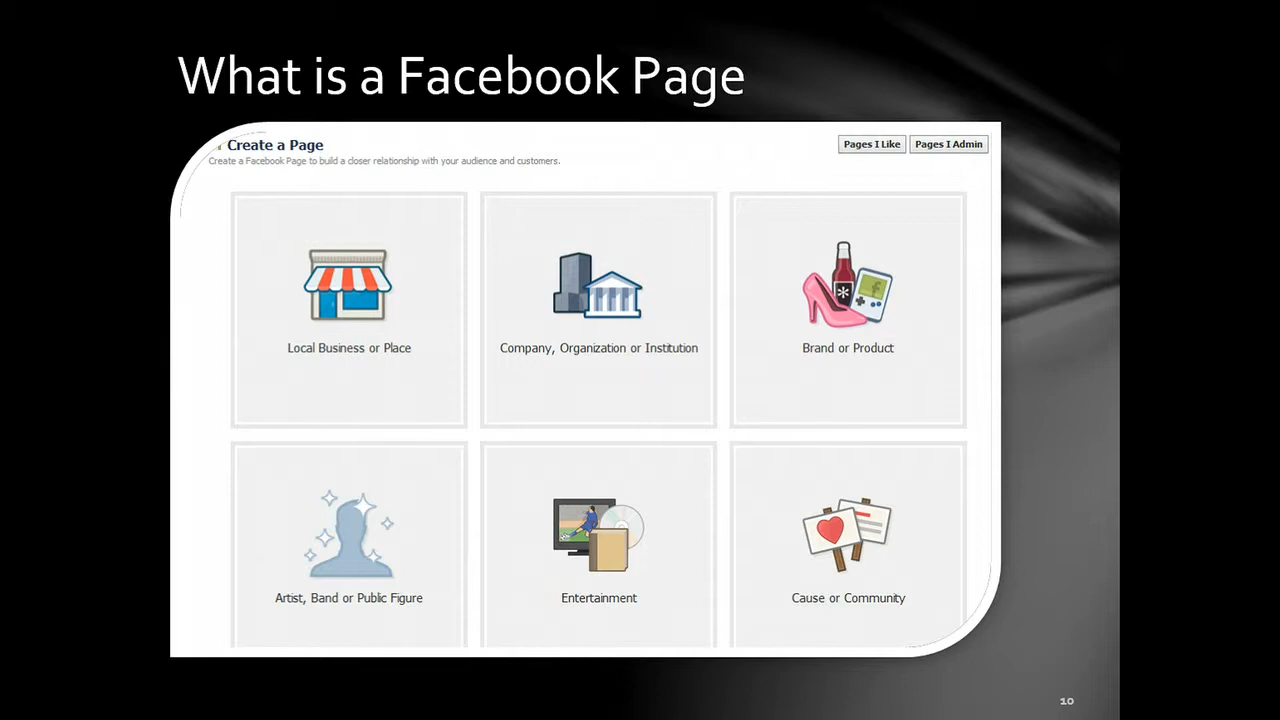 What is a Facebook Page
Create a Page
Create a Facebook Page to build a closer relationship with your audience and customers.
Pages I Like
Pages I Admin
Local Business or Place
Company, Organization or Institution
Brand or Product
Artist, Band or Public Figure
Entertainment
Cause or Community
10